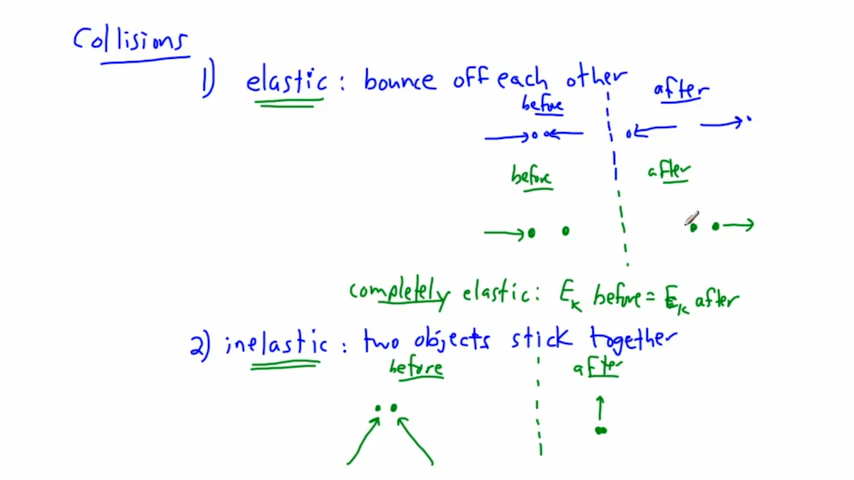 Collisions
1) elastic : bounce off each other
before after
before after
completely elastic: Ek before = Ek after
2) inelastic : two objects stick together
before after